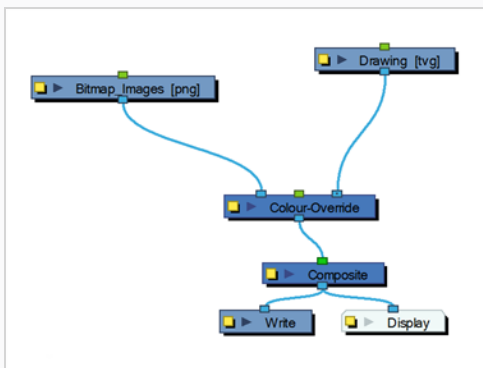 Drawing [tvg]
Bitmap_Images [png]
Colour-Override
Composite
Write
Display